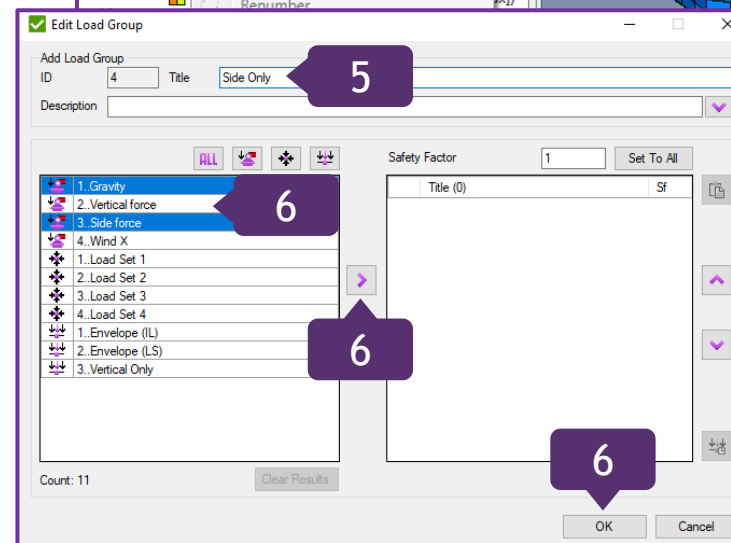 Renumber
Edit Load Group
Add Load Group
ID 4 Title Side Only
5
Description
ALL
Safety Factor 1 Set To All
Title (0) Sf
1..Gravity
2..Vertical force
6
3..Side force
4..Wind X
1..Load Set 1
2..Load Set 2
3..Load Set 3
4..Load Set 4
1..Envelope (IL)
2..Envelope (LS)
3..Vertical Only
6
Count: 11 Clear Results
6
OK Cancel